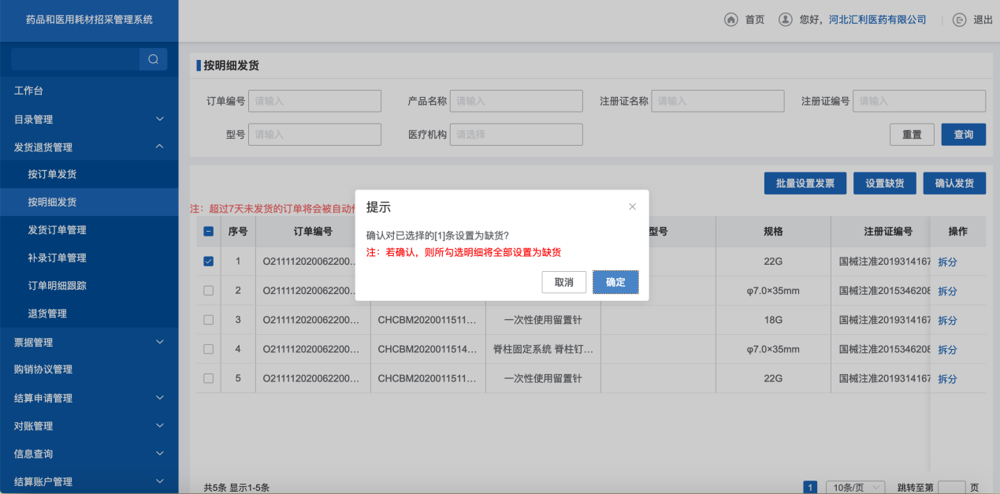 药品和医用耗材招采管理系统
首页 您好，河北汇利医药有限公司 退出
工作台
目录管理
发货退货管理
按订单发货
按明细发货
发货订单管理
补录订单管理
订单明细跟踪
退货管理
票据管理
购销协议管理
结算申请管理
对账管理
信息查询
结算账户管理
按明细发货
订单编号 请输入 产品名称 请输入 注册证名称 请输入 注册证编号 请输入
型号 请输入 医疗机构 请选择 重置 查询
批量设置发票 设置缺货 确认发货
注：超过7天未发货的订单将会被自动
提示
确认对已选择的[1]条设置为缺货?
注：若确认，则所勾选明细将全部设置为缺货
取消 确定
序号 订单编号 型号 规格 注册证编号 操作
1 O211112020062200... 22G 国械注准2019314167 拆分
2 O211112020062200... φ7.0×35mm 国械注准2015346208 拆分
3 O211112020062200... CHCBM2020011511... 一次性使用留置针 18G 国械注准2019314167 拆分
4 O211112020062200... CHCBM2020011514... 脊柱固定系统 脊柱钉... φ7.0×35mm 国械注准2015346208 拆分
5 O211112020062200... CHCBM2020011511... 一次性使用留置针 22G 国械注准2019314167 拆分
共5条 显示1-5条 1 10条/页 跳转至第 页